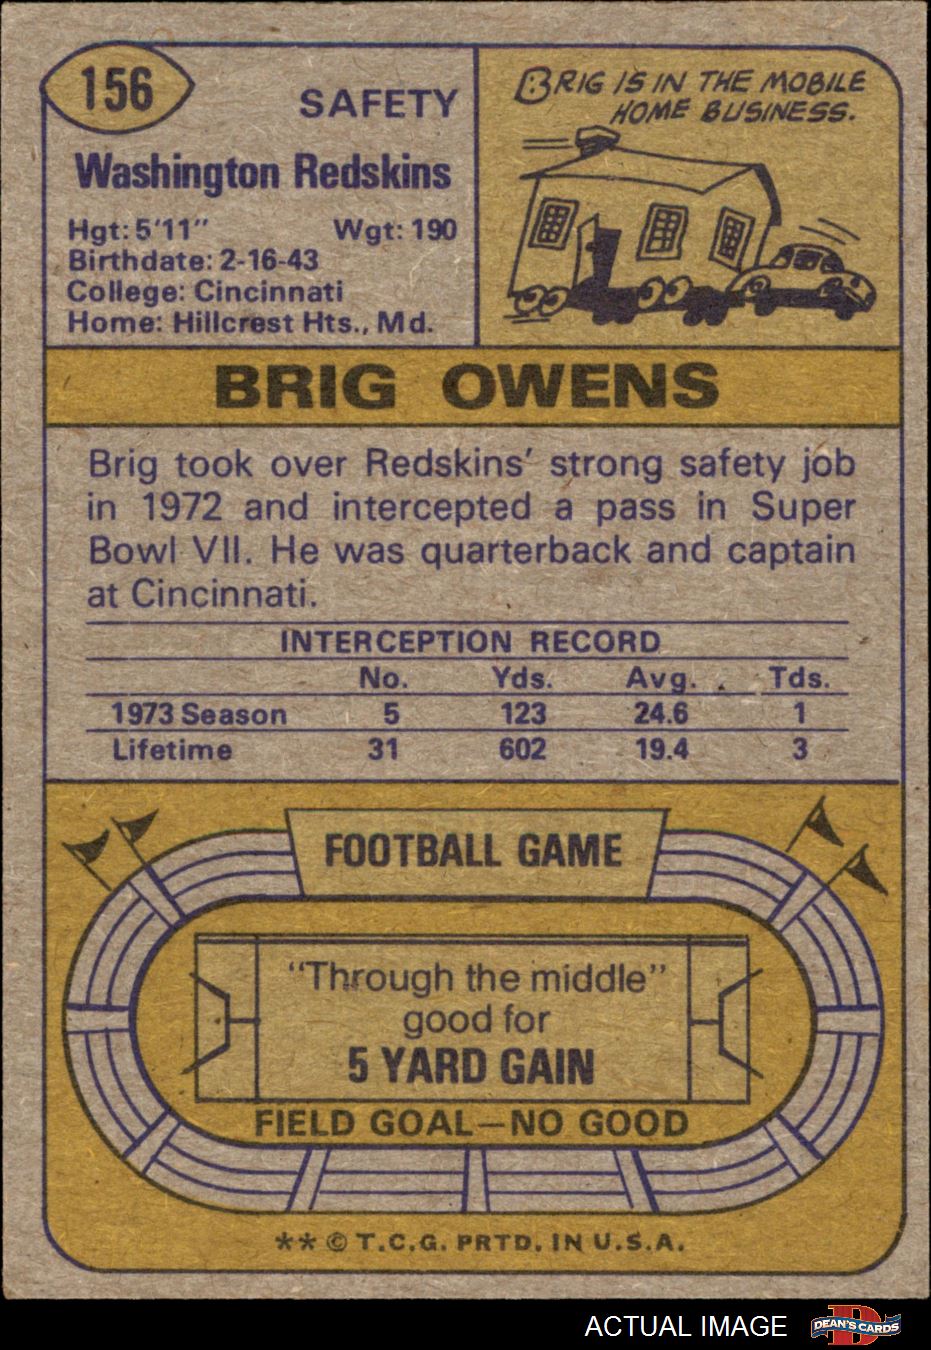 156
SAFETY
Washington Redskins
Hgt: 5'11" Wgt: 190
Birthdate: 2-16-43
College: Cincinnati
Home: Hillcrest Hts., Md.
BRIG IS IN THE MOBILE
HOME BUSINESS.
BRIG OWENS
Brig took over Redskins' strong safety job
in 1972 and intercepted a pass in Super
Bowl VII. He was quarterback and captain
at Cincinnati.
INTERCEPTION RECORD
No. Yds. Avg. Tds.
1973 Season 5 123 24.6 1
Lifetime 31 602 19.4 3
FOOTBALL GAME
"Through the middle"
good for
5 YARD GAIN
FIELD GOAL—NO GOOD
** © T.C.G. PRTD. IN U.S.A.
ACTUAL IMAGE
D
DEAN'S CARDS